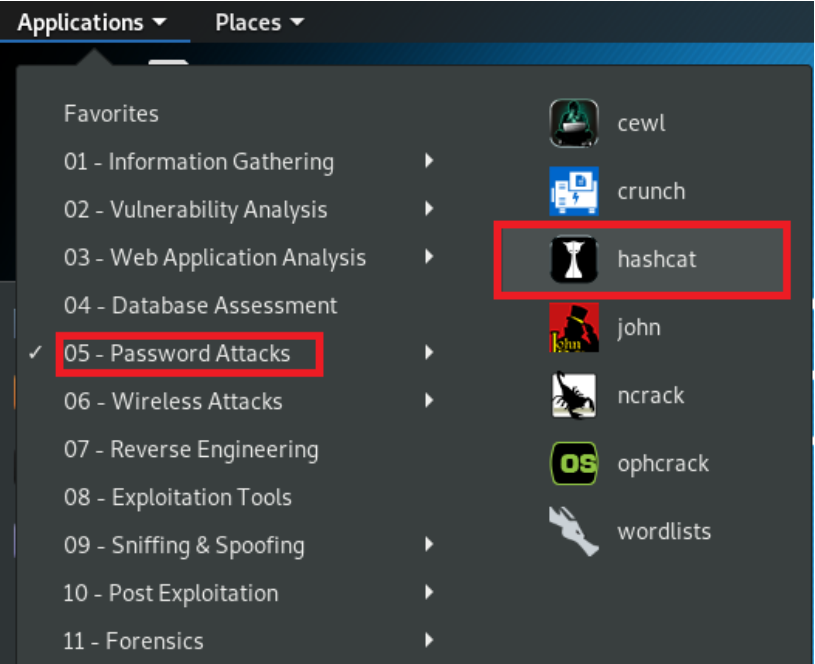 Applications Places
Favorites
01 - Information Gathering
02 - Vulnerability Analysis
03 - Web Application Analysis
04 - Database Assessment
05 - Password Attacks
06 - Wireless Attacks
07 - Reverse Engineering
08 - Exploitation Tools
09 - Sniffing & Spoofing
10 - Post Exploitation
11 - Forensics
cewl
crunch
hashcat
john
John
ncrack
OS
ophcrack
wordlists